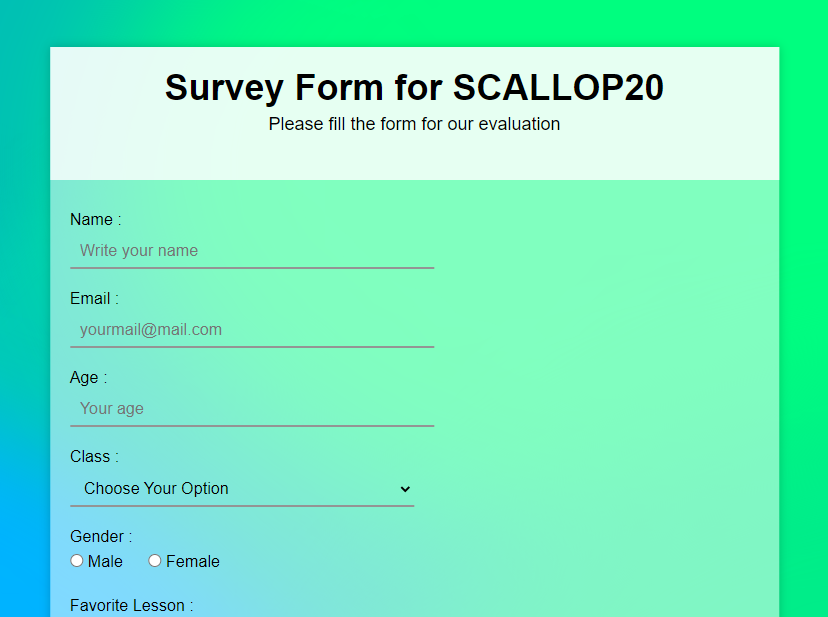 Survey Form for SCALLOP20
Please fill the form for our evaluation
Name :
Write your name
Email :
yourmail@mail.com
Age :
Your age
Class :
Choose Your Option
Gender :
Male Female
Favorite Lesson :